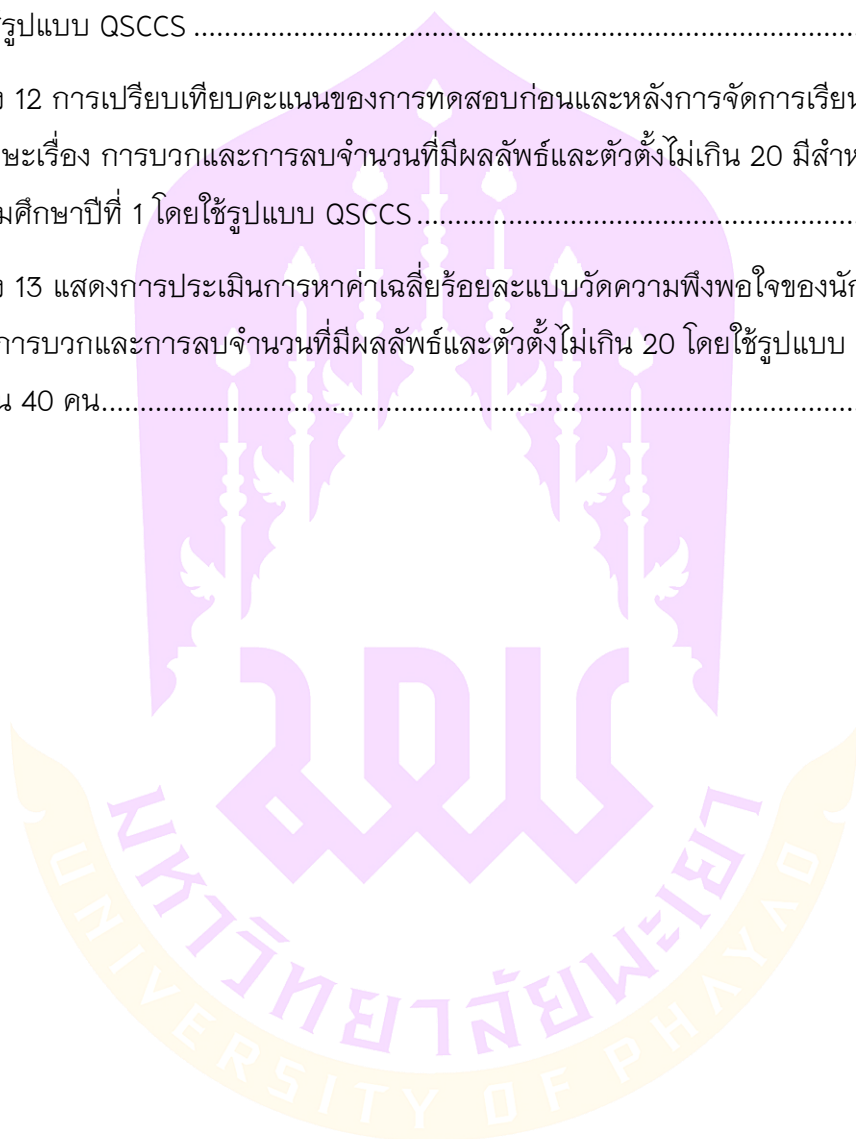 รูปแบบ QSCCS ........................................................................................
ง 12 การเปรียบเทียบคะแนนของการทดสอบก่อนและหลังการจัดการเรียน
ษะเรื่อง การบวกและการลบจำนวนที่มีผลลัพธ์และตัวตั้งไม่เกิน 20 มีสำห
มศึกษาปีที่ 1 โดยใช้รูปแบบ QSCCS ........................................................................
ง 13 แสดงการประเมินการหาค่าเฉลี่ยร้อยละแบบวัดความพึงพอใจของนัก
การบวกและการลบจำนวนที่มีผลลัพธ์และตัวตั้งไม่เกิน 20 โดยใช้รูปแบบ
น 40 คน....................................................................................................
มหาวิทยาลัยพะเยา
UNIVERSITY OF PHAYAO